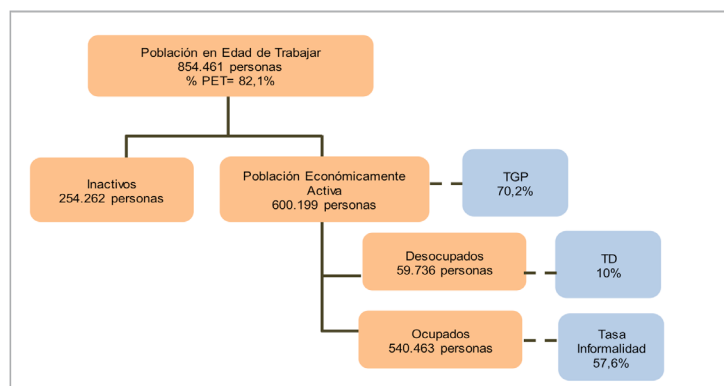 Población en Edad de Trabajar
854.461 personas
% PET= 82,1%
Inactivos
254.262 personas
Población Económicamente
Activa
600.199 personas
TGP
70,2%
Desocupados
59.736 personas
TD
10%
Ocupados
540.463 personas
Tasa
Informalidad
57,6%